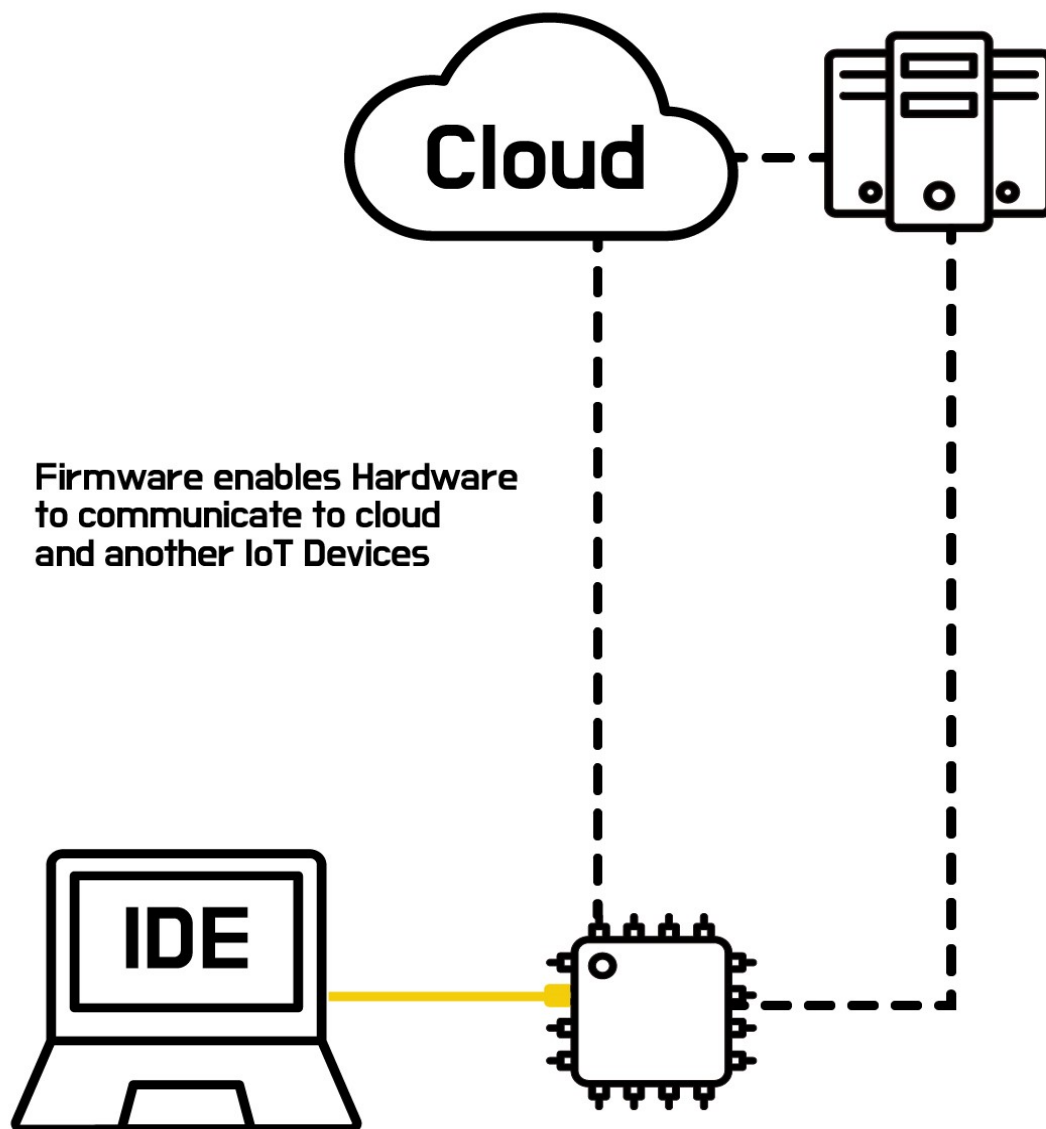 Cloud
Firmware enables Hardware
to communicate to cloud
and another IoT Devices
IDE